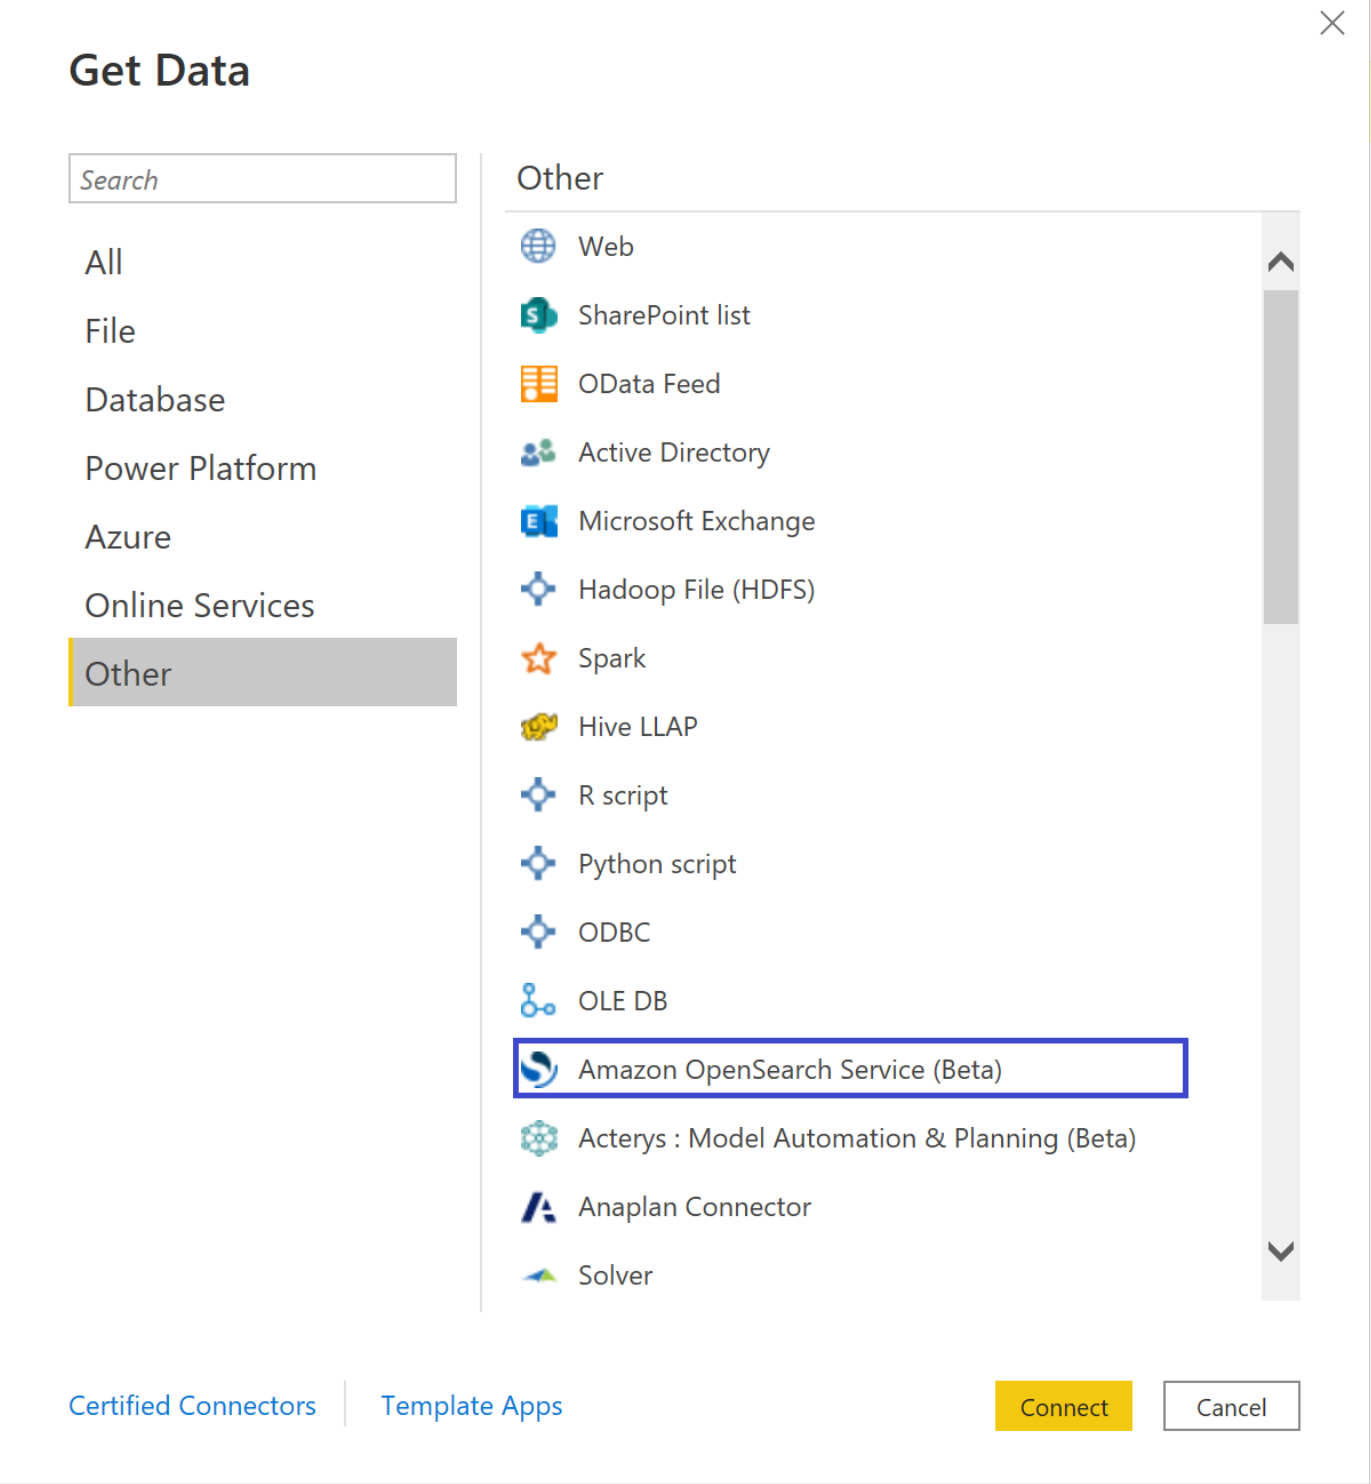 Get Data
Search
All
File
Database
Power Platform
Azure
Online Services
Other
Other
Web
SharePoint list
OData Feed
Active Directory
Microsoft Exchange
Hadoop File (HDFS)
Spark
Hive LLAP
R script
Python script
ODBC
OLE DB
Amazon OpenSearch Service (Beta)
Acterys : Model Automation & Planning (Beta)
Anaplan Connector
Solver
Certified Connectors
Template Apps
Connect
Cancel